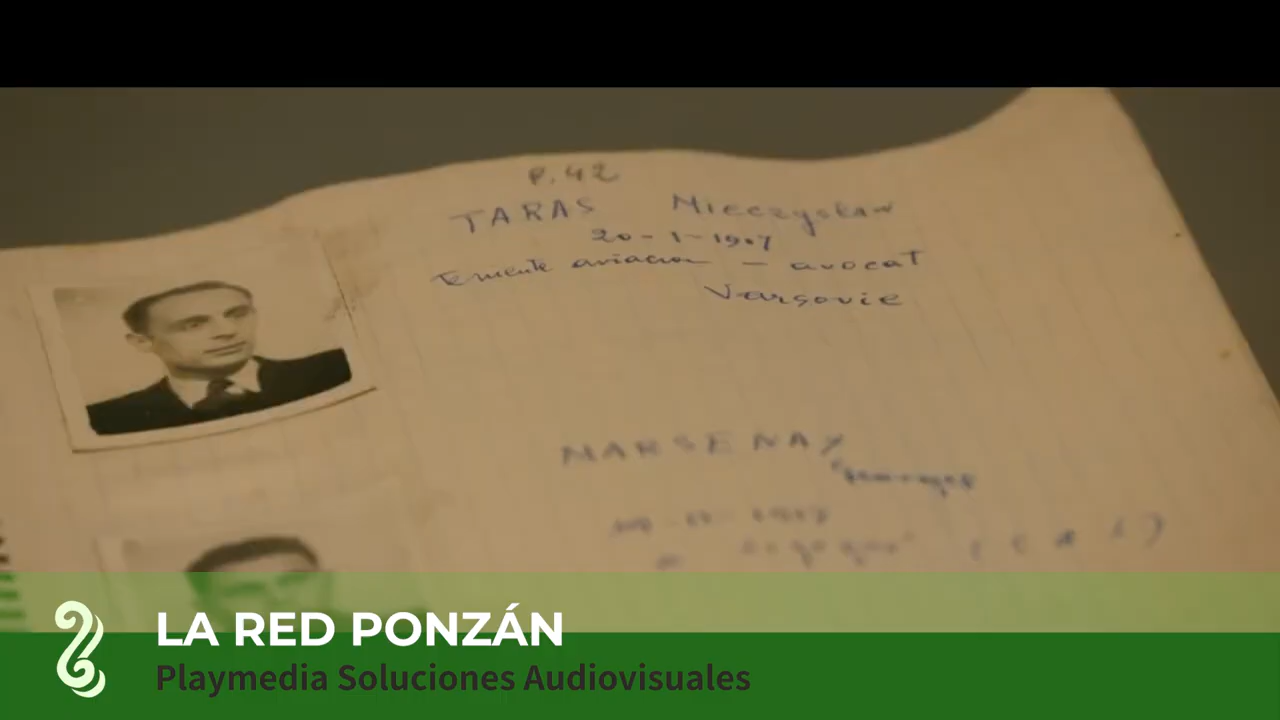 P. 42
TARAS Mieczysław
20-1-1907
teniente aviacion - avocat
Varsovie
MARSENAY
LA RED PONZÁN
Playmedia Soluciones Audiovisuales